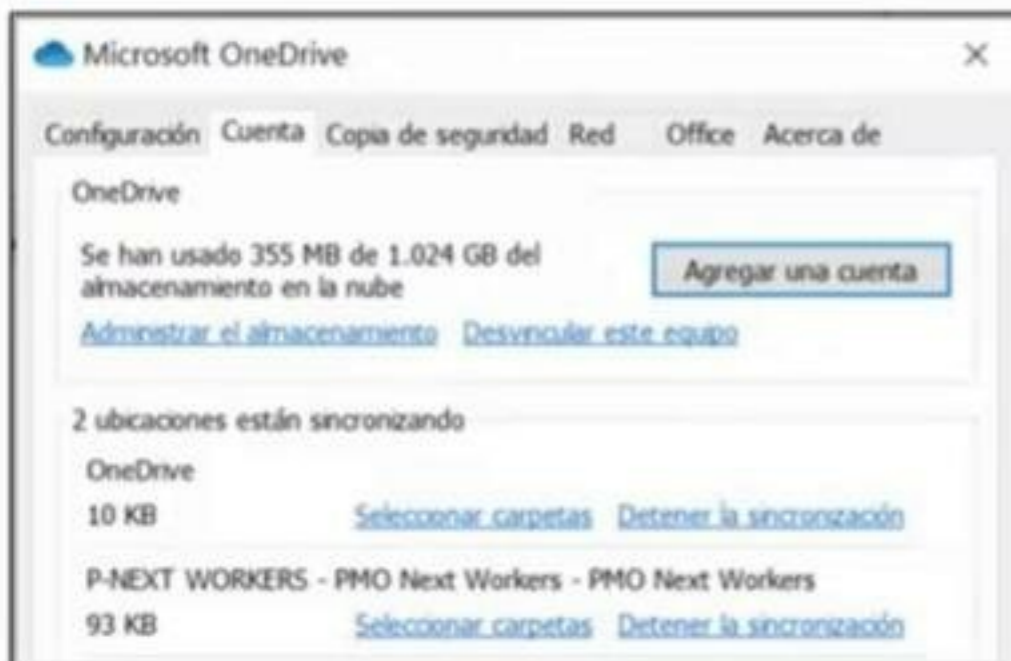 Microsoft OneDrive
Configuración Cuenta Copia de seguridad Red Office Acerca de
OneDrive
Se han usado 355 MB de 1.024 GB del
almacenamiento en la nube
Agregar una cuenta
Administrar el almacenamiento Desvincular este equipo
2 ubicaciones están sincronizando
OneDrive
10 KB Seleccionar carpetas Detener la sincronización
P-NEXT WORKERS - PMO Next Workers - PMO Next Workers
93 KB Seleccionar carpetas Detener la sincronización